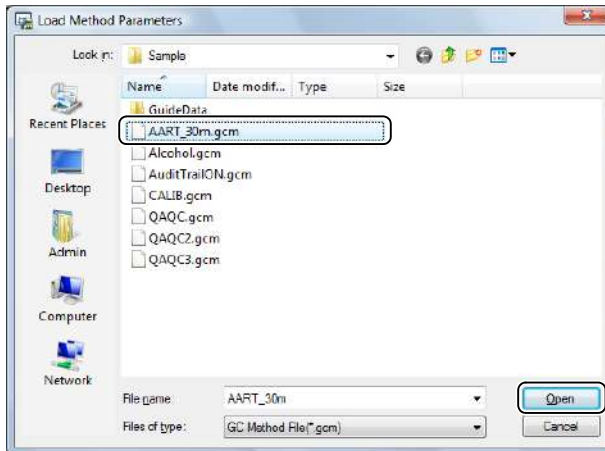 Load Method Parameters
Look in: Sample
Name Date modif... Type Size
GuideData
AART_30m.gcm
Alcohol.gcm
AuditTrailON.gcm
CALIB.gcm
QAQC.gcm
QAQC2.gcm
QAQC3.gcm
Recent Places
Desktop
Admin
Computer
Network
File name: AART_30m Open
Files of type: GC Method File(*.gcm) Cancel